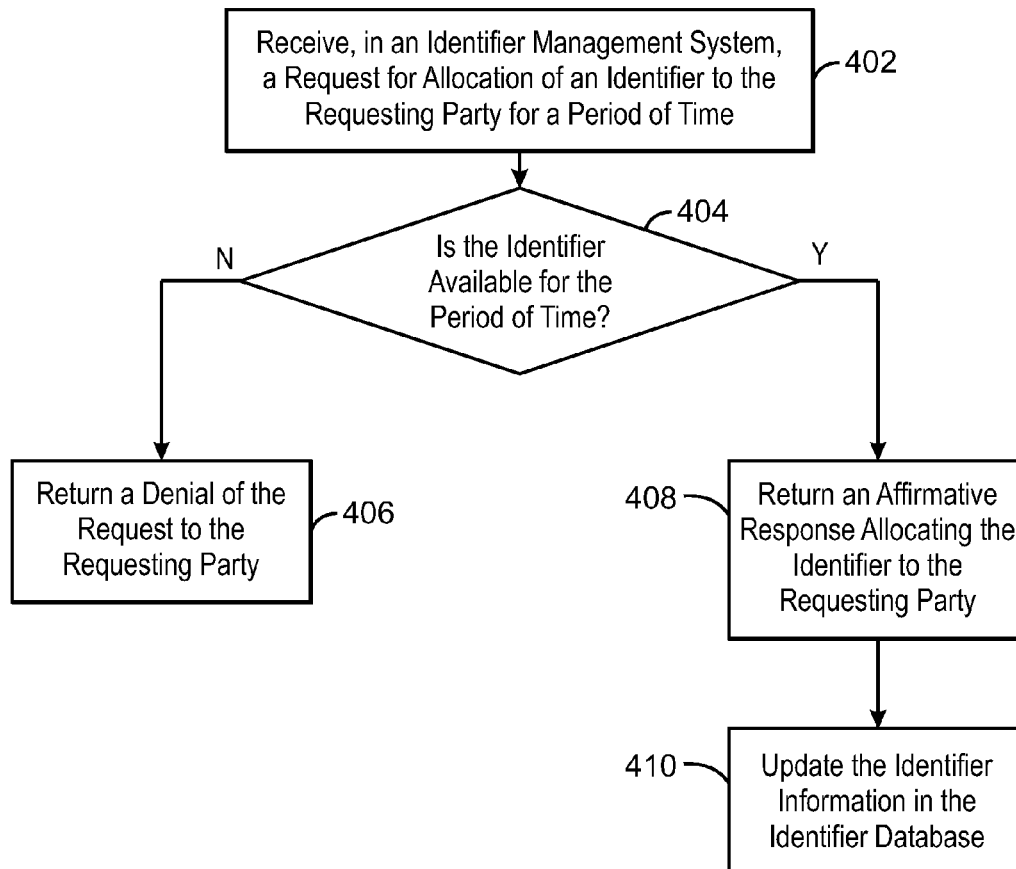 Receive, in an Identifier Management System,
a Request for Allocation of an Identifier to the
Requesting Party for a Period of Time
402
404
Is the Identifier
Available for the
Period of Time?
N
Y
Return a Denial of the
Request to the
Requesting Party
406
408
Return an Affirmative
Response Allocating the
Identifier to the
Requesting Party
410
Update the Identifier
Information in the
Identifier Database